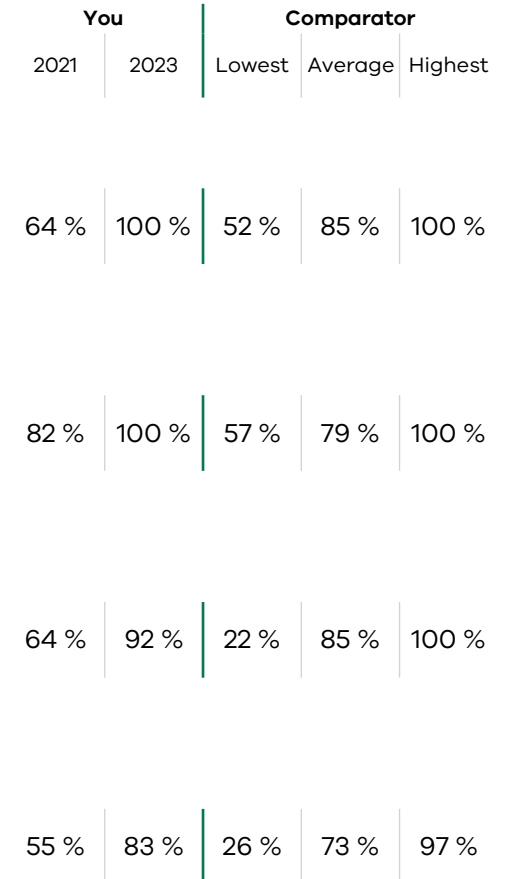 You Comparator
2021 2023 Lowest Average Highest
64 % 100 % 52 % 85 % 100 %
82 % 100 % 57 % 79 % 100 %
64 % 92 % 22 % 85 % 100 %
55 % 83 % 26 % 73 % 97 %